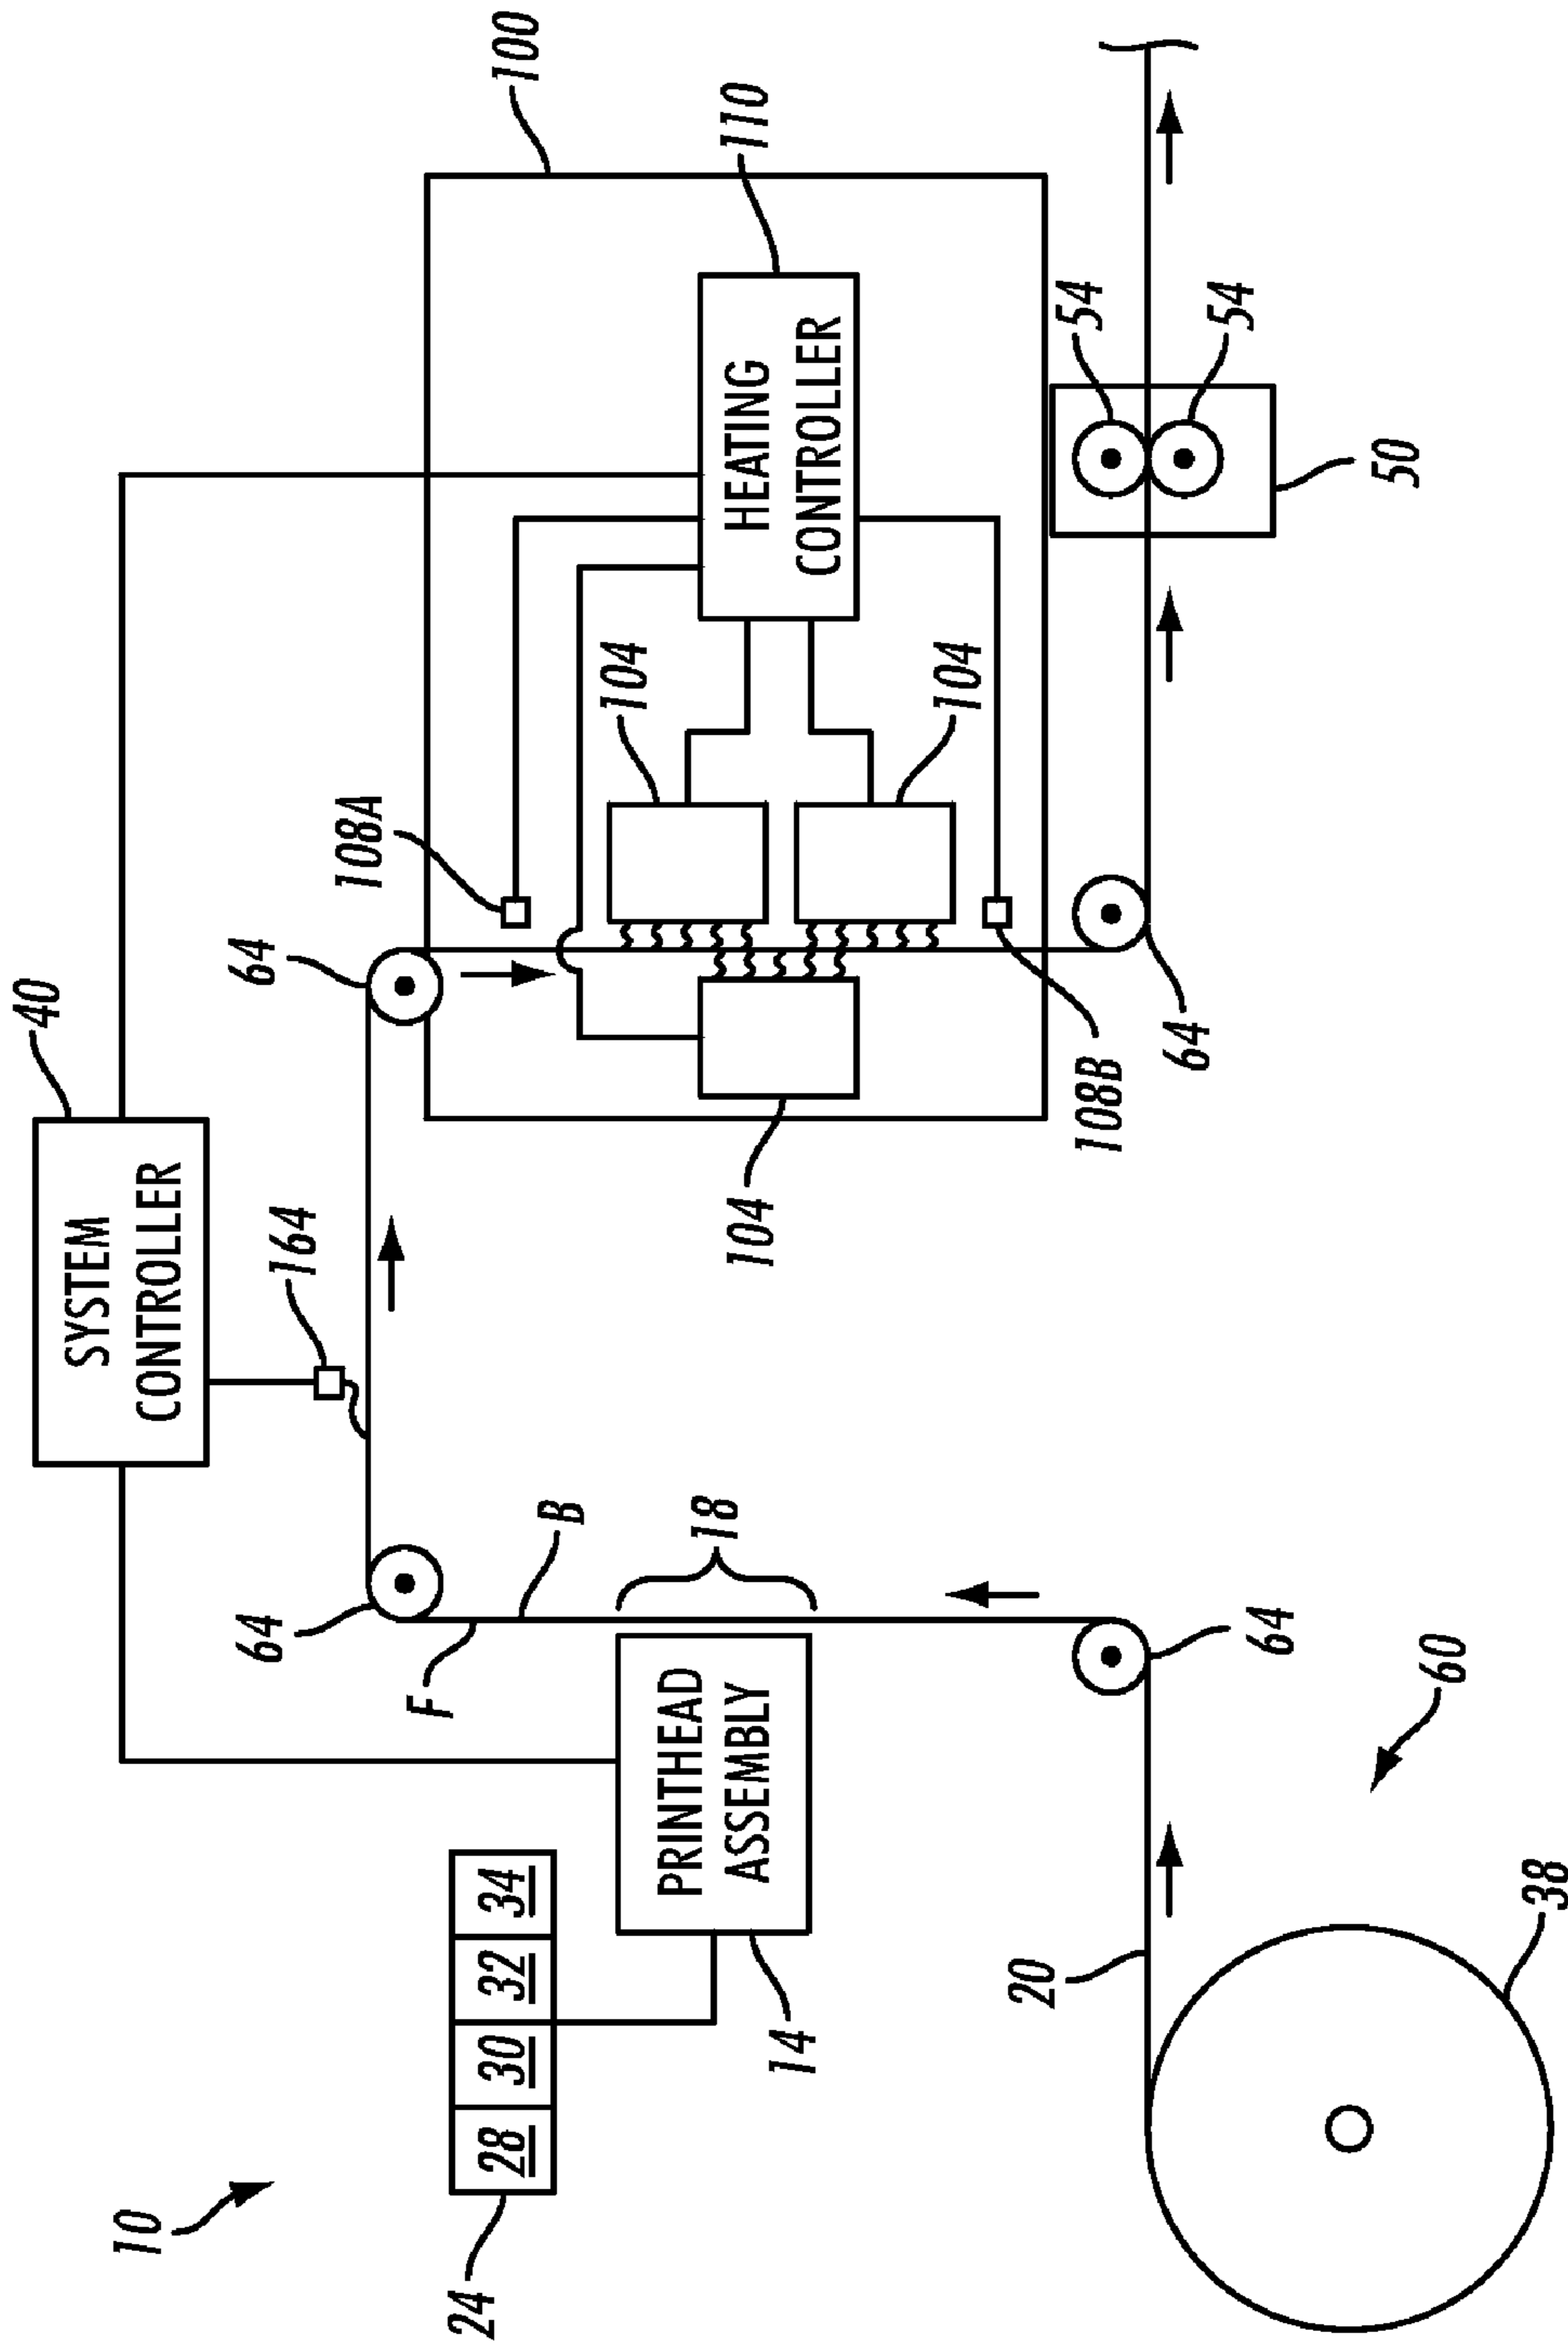 10
40
SYSTEM
CONTROLLER
164
64
64
108A
100
110
HEATING
CONTROLLER
104
104
104
108B
24
28 30 32 34
F
B
18
PRINTHEAD
ASSEMBLY
14
20
38
60
64
64
54
54
50